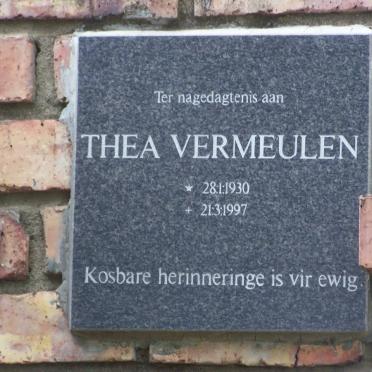 Ter nagedagtenis aan
THEA VERMEULEN
★ 28:1:1930
+ 21:3:1997
Kosbare herinneringe is vir ewig